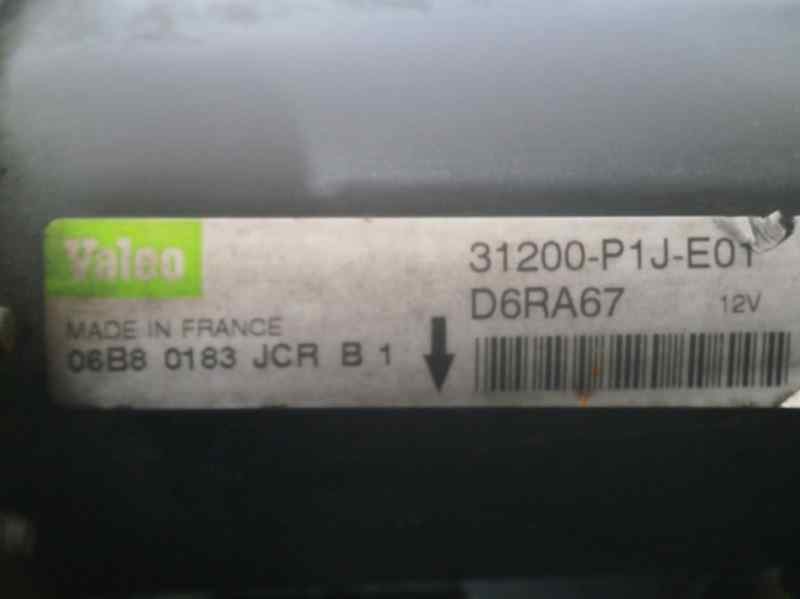 Valeo
31200-P1J-E01
D6RA67 12V
MADE IN FRANCE
06B8 0183 JCR B 1